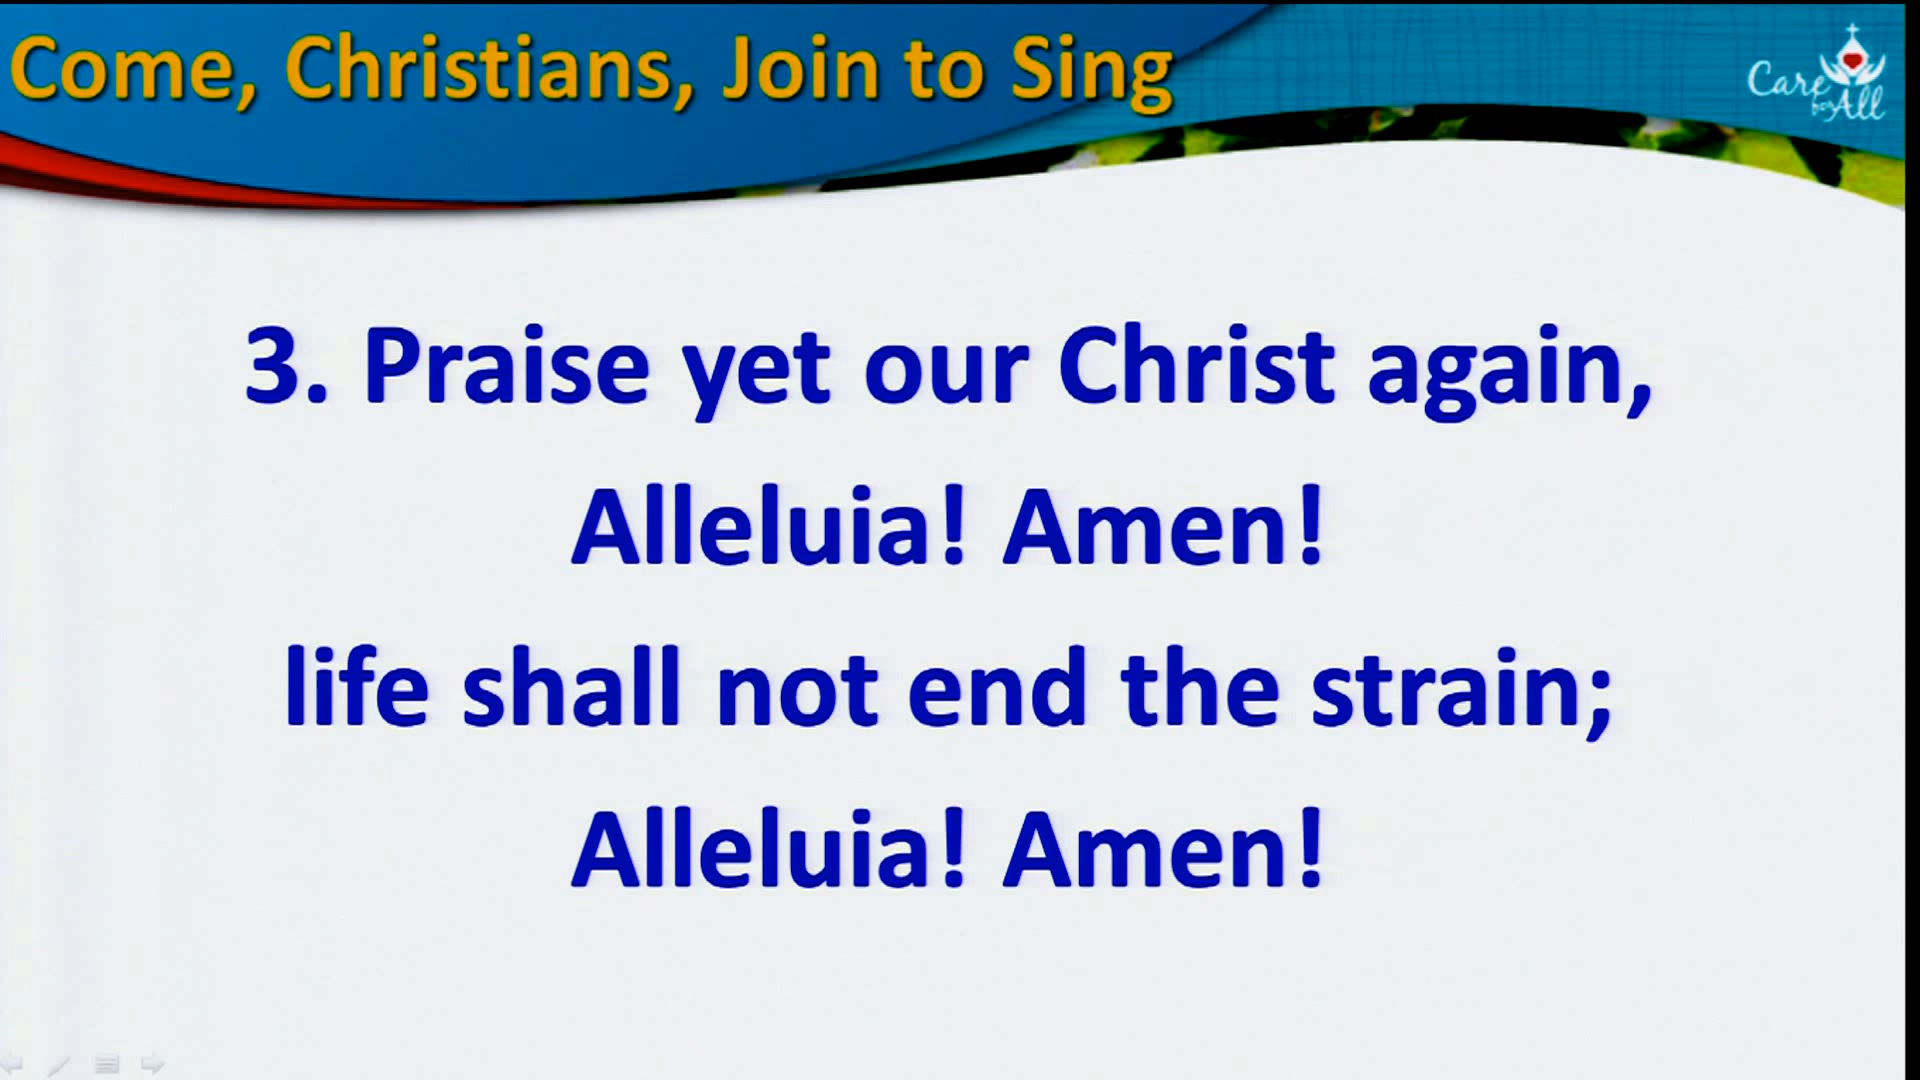 Come, Christians, Join to Sing
Care
for All
3. Praise yet our Christ again,
Alleluia! Amen!
life shall not end the strain;
Alleluia! Amen!